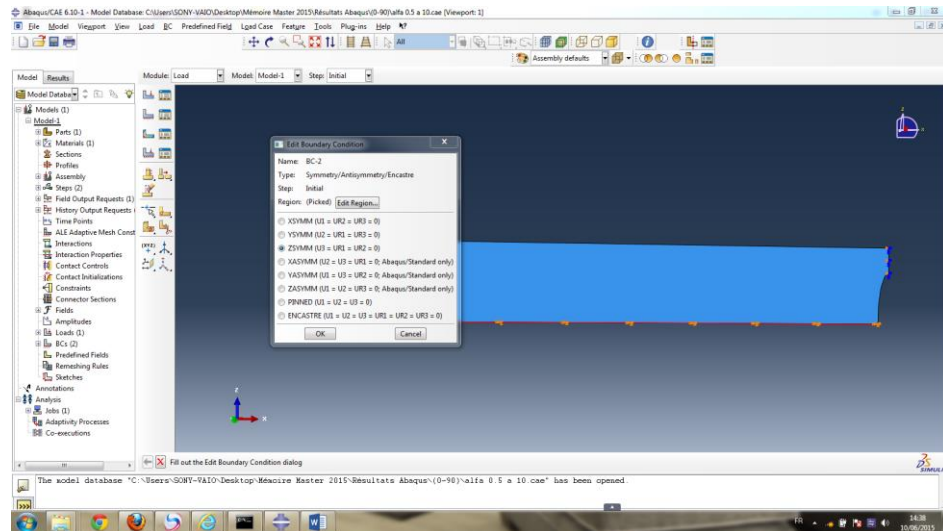 Abaqus/CAE 6.10-1 - Model Database: C:\Users\SONY-VAIO\Desktop\Mémoire Master 2015\Résultats Abaqus\(0-90)\alfa 0.5 a 10.cae [Viewport: 1]
File Model Viewport View Load BC Predefined Field Load Case Feature Tools Plug-ins Help
All
Assembly defaults
Model Results
Module: Load Model: Model-1 Step: Initial
Model Databa
Models (1)
Model-1
Parts (1)
Materials (1)
Sections
Profiles
Assembly
Steps (2)
Field Output Requests (1)
History Output Requests
Time Points
ALE Adaptive Mesh Const
Interactions
Interaction Properties
Contact Controls
Contact Initializations
Constraints
Connector Sections
Fields
Amplitudes
Loads (1)
BCs (2)
Predefined Fields
Remeshing Rules
Sketches
Annotations
Analysis
Jobs (1)
Adaptivity Processes
Co-executions
Edit Boundary Condition
Name: BC-2
Type: Symmetry/Antisymmetry/Encastre
Step: Initial
Region: (Picked) Edit Region...
XSYMM (U1 = UR2 = UR3 = 0)
YSYMM (U2 = UR1 = UR3 = 0)
ZSYMM (U3 = UR1 = UR2 = 0)
XASYMM (U2 = U3 = UR1 = 0; Abaqus/Standard only)
YASYMM (U1 = U3 = UR2 = 0; Abaqus/Standard only)
ZASYMM (U1 = U2 = UR3 = 0; Abaqus/Standard only)
PINNED (U1 = U2 = U3 = 0)
ENCASTRE (U1 = U2 = U3 = UR1 = UR2 = UR3 = 0)
OK Cancel
Z
X
Fill out the Edit Boundary Condition dialog
SIMULI
The model database "C:\Users\SONY-VAIO\Desktop\Mémoire Master 2015\Résultats Abaqus\(0-90)\alfa 0.5 a 10.cae" has been opened.
FR
14:38
10/06/2015